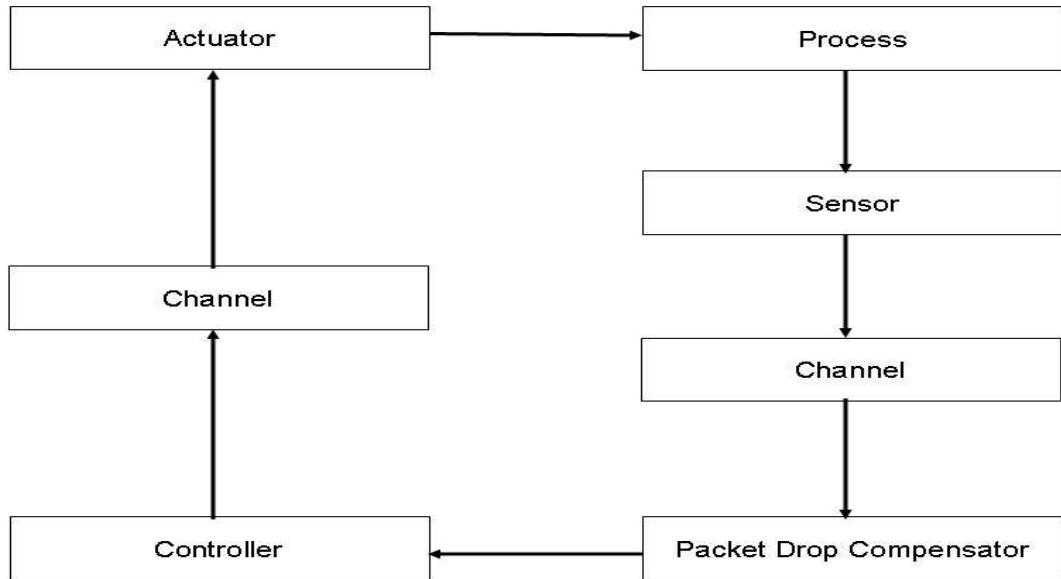 Actuator
Process
Sensor
Channel
Channel
Controller
Packet Drop Compensator